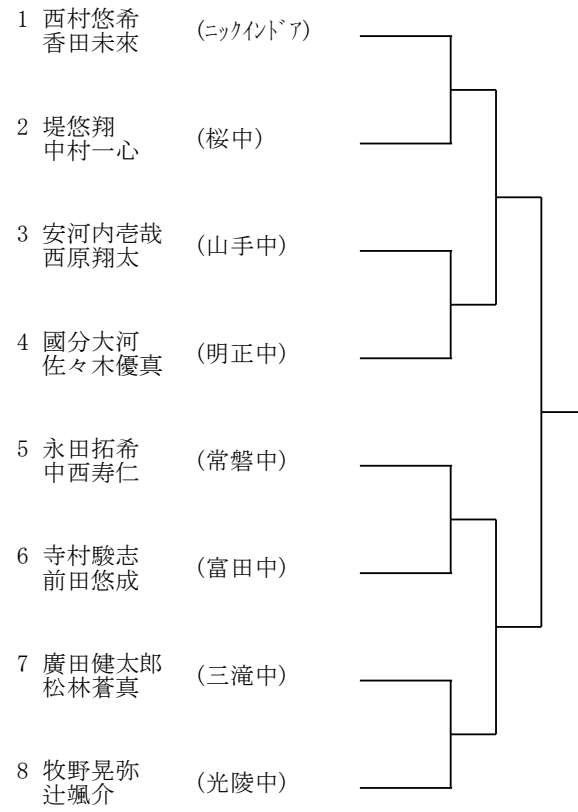 1 西村悠希 (ﾆｯｸｲﾝﾄﾞｱ)
香田未來
2 堤悠翔 (桜中)
中村一心
3 安河内壱哉 (山手中)
西原翔太
4 國分大河 (明正中)
佐々木優真
5 永田拓希 (常磐中)
中西寿仁
6 寺村駿志 (富田中)
前田悠成
7 廣田健太郎 (三滝中)
松林蒼真
8 牧野晃弥 (光陵中)
辻颯介